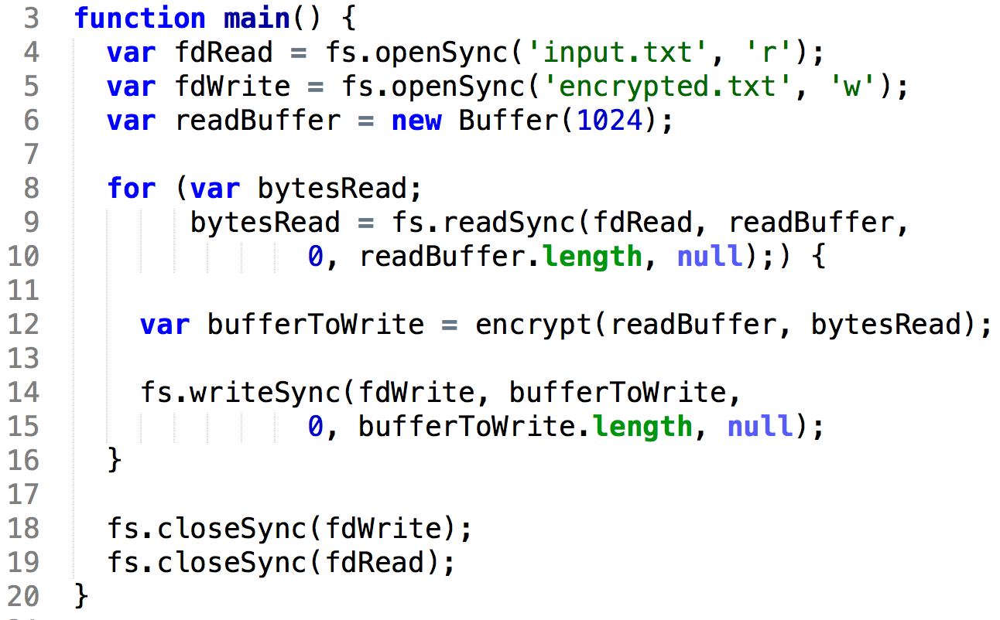 3 function main() {
4   var fdRead = fs.openSync('input.txt', 'r');
5   var fdWrite = fs.openSync('encrypted.txt', 'w');
6   var readBuffer = new Buffer(1024);
7
8   for (var bytesRead;
9        bytesRead = fs.readSync(fdRead, readBuffer,
10               0, readBuffer.length, null);) {
11
12     var bufferToWrite = encrypt(readBuffer, bytesRead);
13
14     fs.writeSync(fdWrite, bufferToWrite,
15               0, bufferToWrite.length, null);
16   }
17
18   fs.closeSync(fdWrite);
19   fs.closeSync(fdRead);
20 }